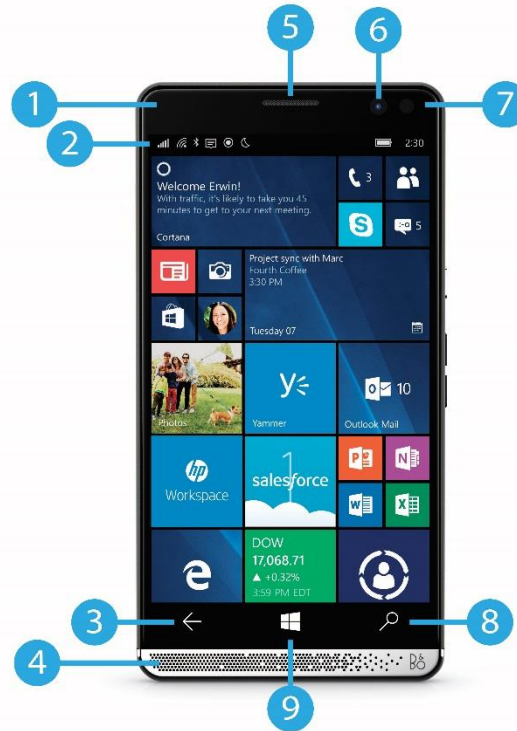 5
6
1
7
2
2:30
Welcome Erwin!
With traffic, it's likely to take you 45
minutes to get to your next meeting.
Cortana
3
5
Project sync with Marc
Fourth Coffee
3:30 PM
Tuesday 07
Photos
Yammer
10
Outlook Mail
hp
Workspace
salesforce
DOW
17,068.71
▲ +0.32%
3:59 PM EDT
3
8
4
B&O
9